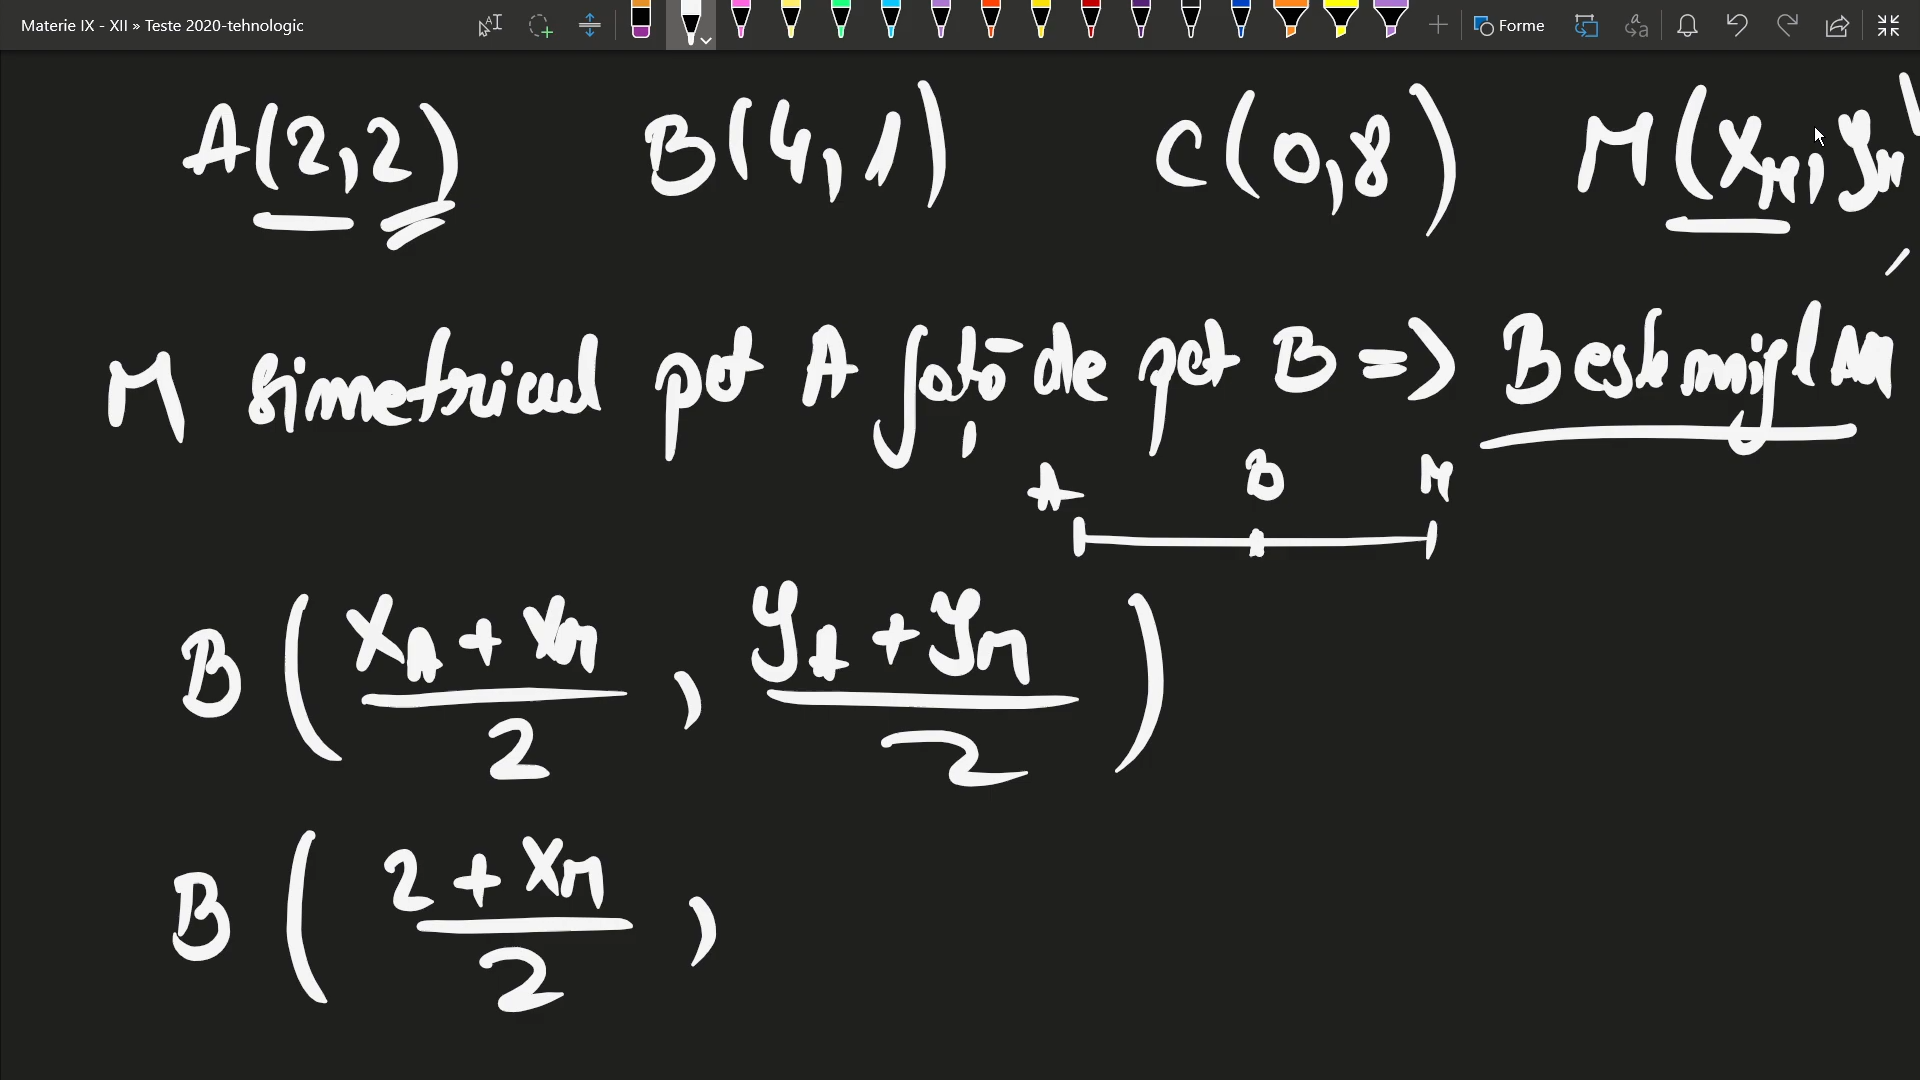 Materie IX - XII » Teste 2020-tehnologic
Forme
A(2,2) B(4,1) C(0,8) M(xM, yM
M simetricul pct A față de pct B => B este mijl AM
A B M
B ( xA + xM / 2 , yA + yM / 2 )
B ( 2 + xM / 2 ,